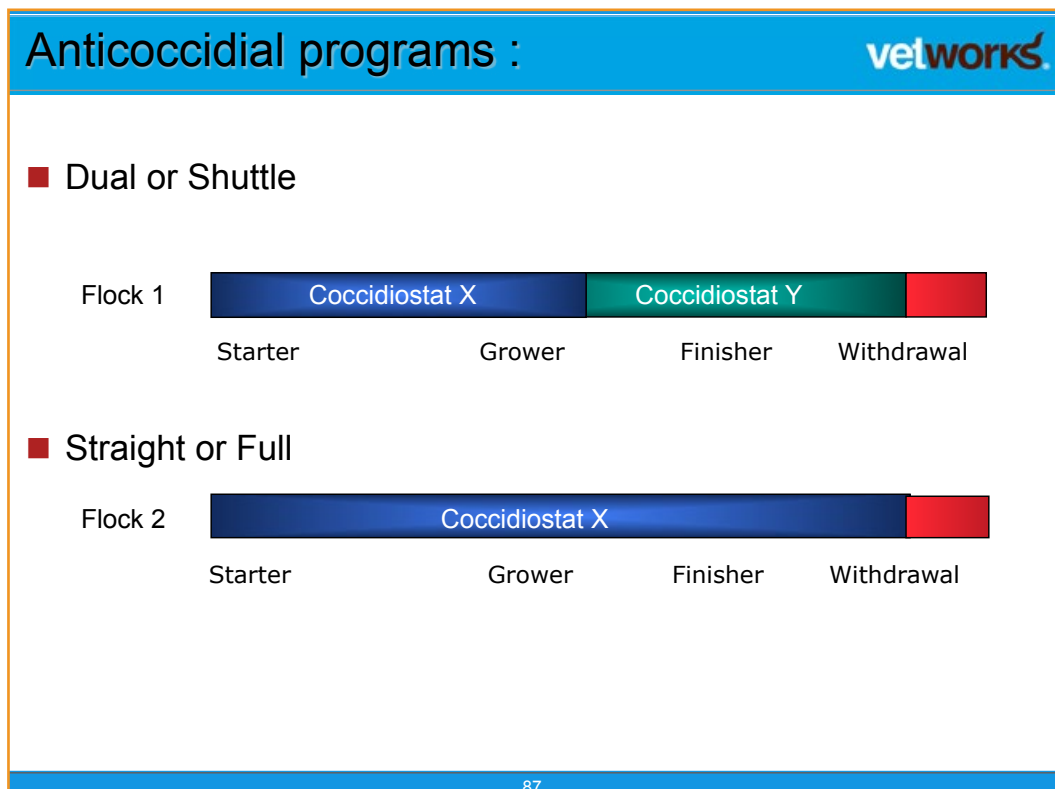 Anticoccidial programs :
vetworks.
Dual or Shuttle
Flock 1
Coccidiostat X
Coccidiostat Y
Starter
Grower
Finisher
Withdrawal
Straight or Full
Flock 2
Coccidiostat X
Starter
Grower
Finisher
Withdrawal
87